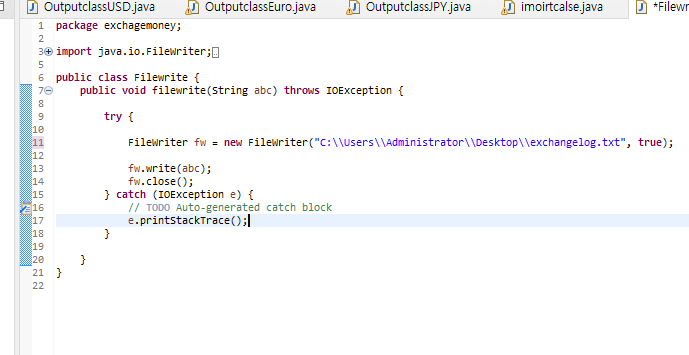 OutputclassUSD.java OutputclassEuro.java OutputclassJPY.java imoirtcalse.java *Filewr
1 package exchagemoney;
2
3 import java.io.FileWriter;
5
6 public class Filewrite {
7 public void filewrite(String abc) throws IOException {
8
9 try {
10
11 FileWriter fw = new FileWriter("C:\\Users\\Administrator\\Desktop\\exchangelog.txt", true);
12
13 fw.write(abc);
14 fw.close();
15 } catch (IOException e) {
16 // TODO Auto-generated catch block
17 e.printStackTrace();
18 }
19
20 }
21 }
22